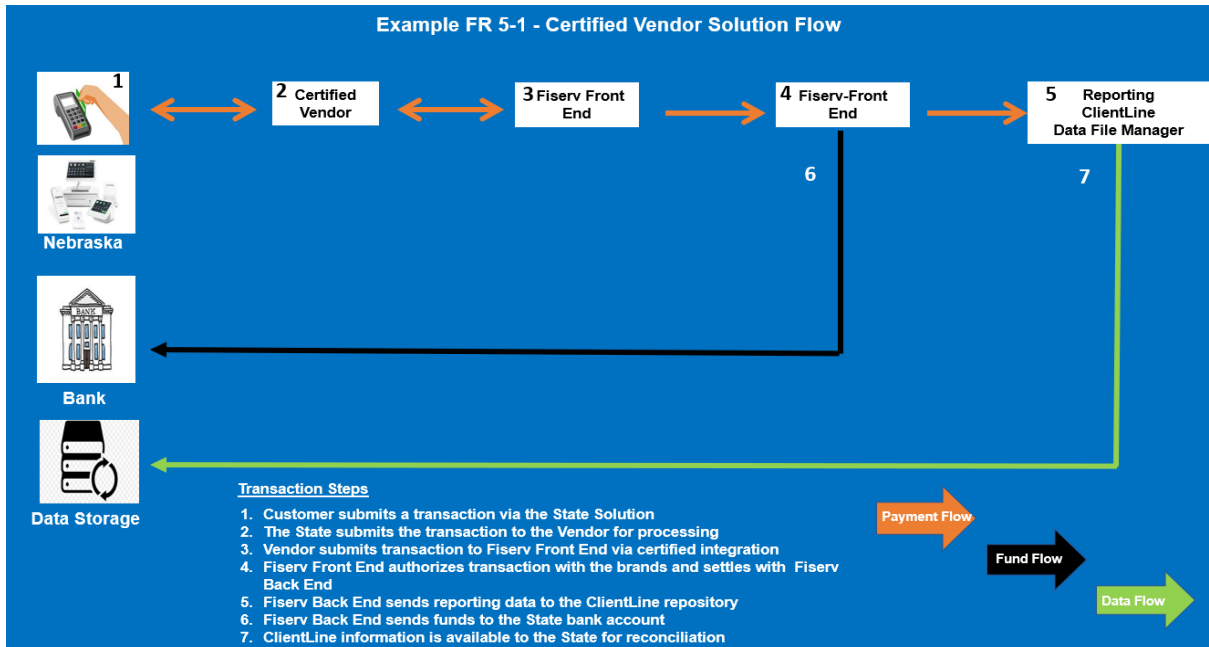 Example FR 5-1 - Certified Vendor Solution Flow
1
2 Certified
Vendor
3 Fiserv Front
End
4 Fiserv-Front
End
5 Reporting
ClientLine
Data File Manager
6
7
Nebraska
BANK
Bank
Data Storage
Transaction Steps
1. Customer submits a transaction via the State Solution
2. The State submits the transaction to the Vendor for processing
3. Vendor submits transaction to Fiserv Front End via certified integration
4. Fiserv Front End authorizes transaction with the brands and settles with Fiserv
Back End
5. Fiserv Back End sends reporting data to the ClientLine repository
6. Fiserv Back End sends funds to the State bank account
7. ClientLine information is available to the State for reconciliation
Payment Flow
Fund Flow
Data Flow